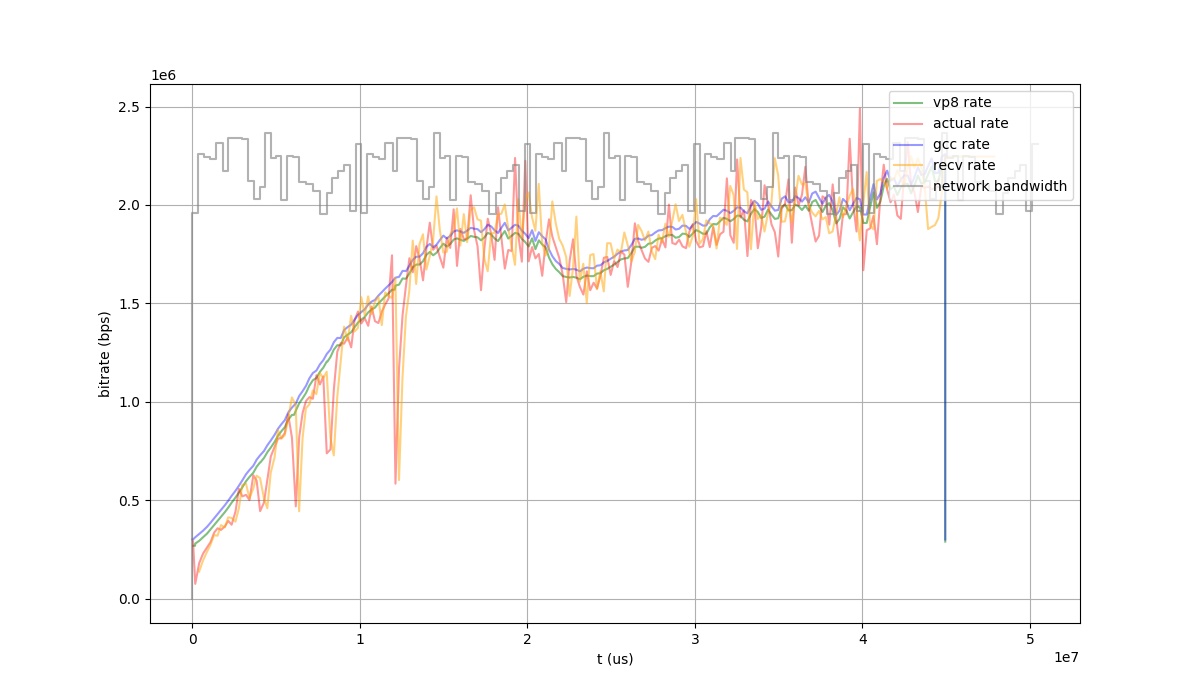 1e6
2.5
2.0
1.5
1.0
0.5
0.0
bitrate (bps)
vp8 rate
actual rate
gcc rate
recv rate
network bandwidth
0
1
2
3
4
5
1e7
t (us)